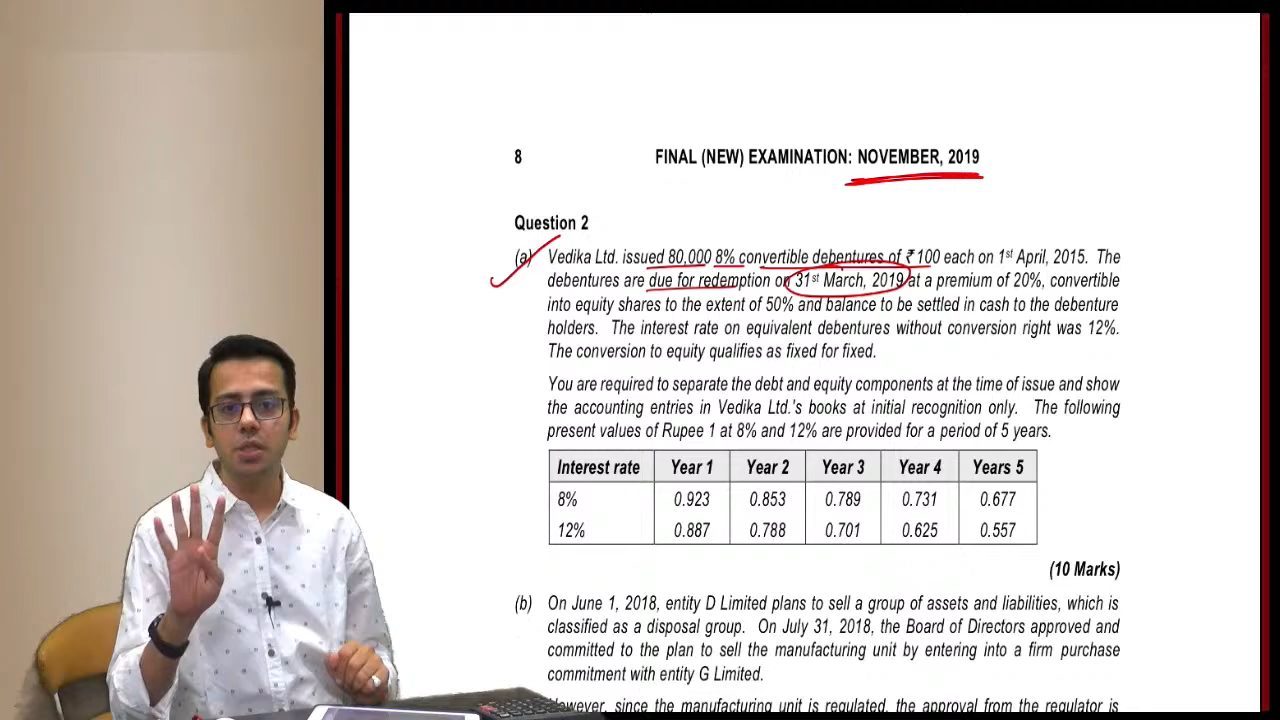 8 FINAL (NEW) EXAMINATION: NOVEMBER, 2019
Question 2
(a) Vedika Ltd. issued 80,000 8% convertible debentures of ₹ 100 each on 1st April, 2015. The
debentures are due for redemption on 31st March, 2019 at a premium of 20%, convertible
into equity shares to the extent of 50% and balance to be settled in cash to the debenture
holders. The interest rate on equivalent debentures without conversion right was 12%.
The conversion to equity qualifies as fixed for fixed.
You are required to separate the debt and equity components at the time of issue and show
the accounting entries in Vedika Ltd.'s books at initial recognition only. The following
present values of Rupee 1 at 8% and 12% are provided for a period of 5 years.
Interest rate Year 1 Year 2 Year 3 Year 4 Years 5
8% 0.923 0.853 0.789 0.731 0.677
12% 0.887 0.788 0.701 0.625 0.557
(10 Marks)
(b) On June 1, 2018, entity D Limited plans to sell a group of assets and liabilities, which is
classified as a disposal group. On July 31, 2018, the Board of Directors approved and
committed to the plan to sell the manufacturing unit by entering into a firm purchase
commitment with entity G Limited.
However, since the manufacturing unit is regulated, the approval from the regulator is